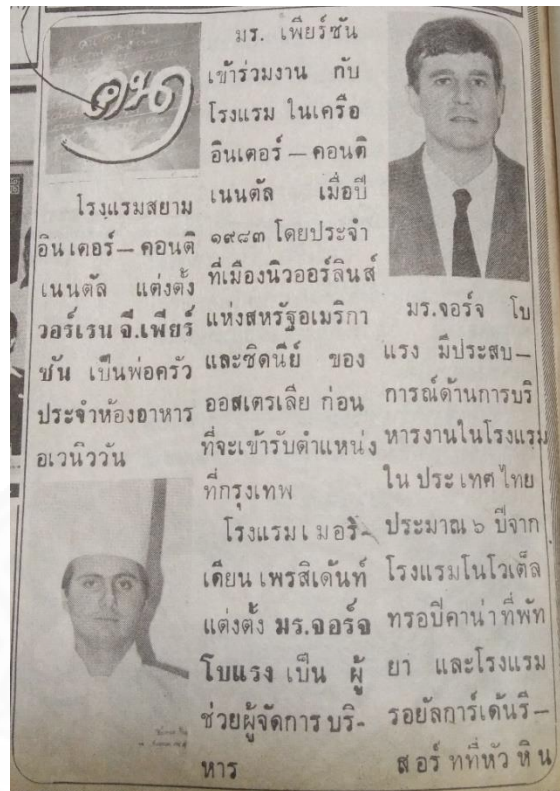 คน
โรงแรมสยาม
อินเตอร์—คอนติ
เนนตัล แต่งตั้ง
วอร์เรน จี.เพียร์
ซัน เป็นพ่อครัว
ประจำห้องอาหาร
อเวนิววัน
มร. เพียร์ซัน
เข้าร่วมงาน กับ
โรงแรม ในเครือ
อินเตอร์—คอนติ
เนนตัล เมื่อปี
๑๙๘๓ โดยประจำ
ที่เมืองนิวออร์ลินส์
แห่งสหรัฐอเมริกา
และซิดนีย์ ของ
ออสเตรเลีย ก่อน
ที่จะเข้ารับตำแหน่ง
ที่กรุงเทพ
โรงแรมเมอริ-
เดียน เพรสิเด้นท์
แต่งตั้ง มร.จอร์จ
โบแรง เป็น ผู้
ช่วยผู้จัดการ บริ-
หาร
มร.จอร์จ โบ
แรง มีประสบ-
การณ์ด้านการบริ
หารงานในโรงแรม
ใน ประเทศไทย
ประมาณ ๖ ปีจาก
โรงแรมโนโวเต็ล
ทรอปิคาน่า ที่พัท
ยา และโรงแรม
รอยัลการ์เด้นรี-
สอร์ทที่หัวหิน